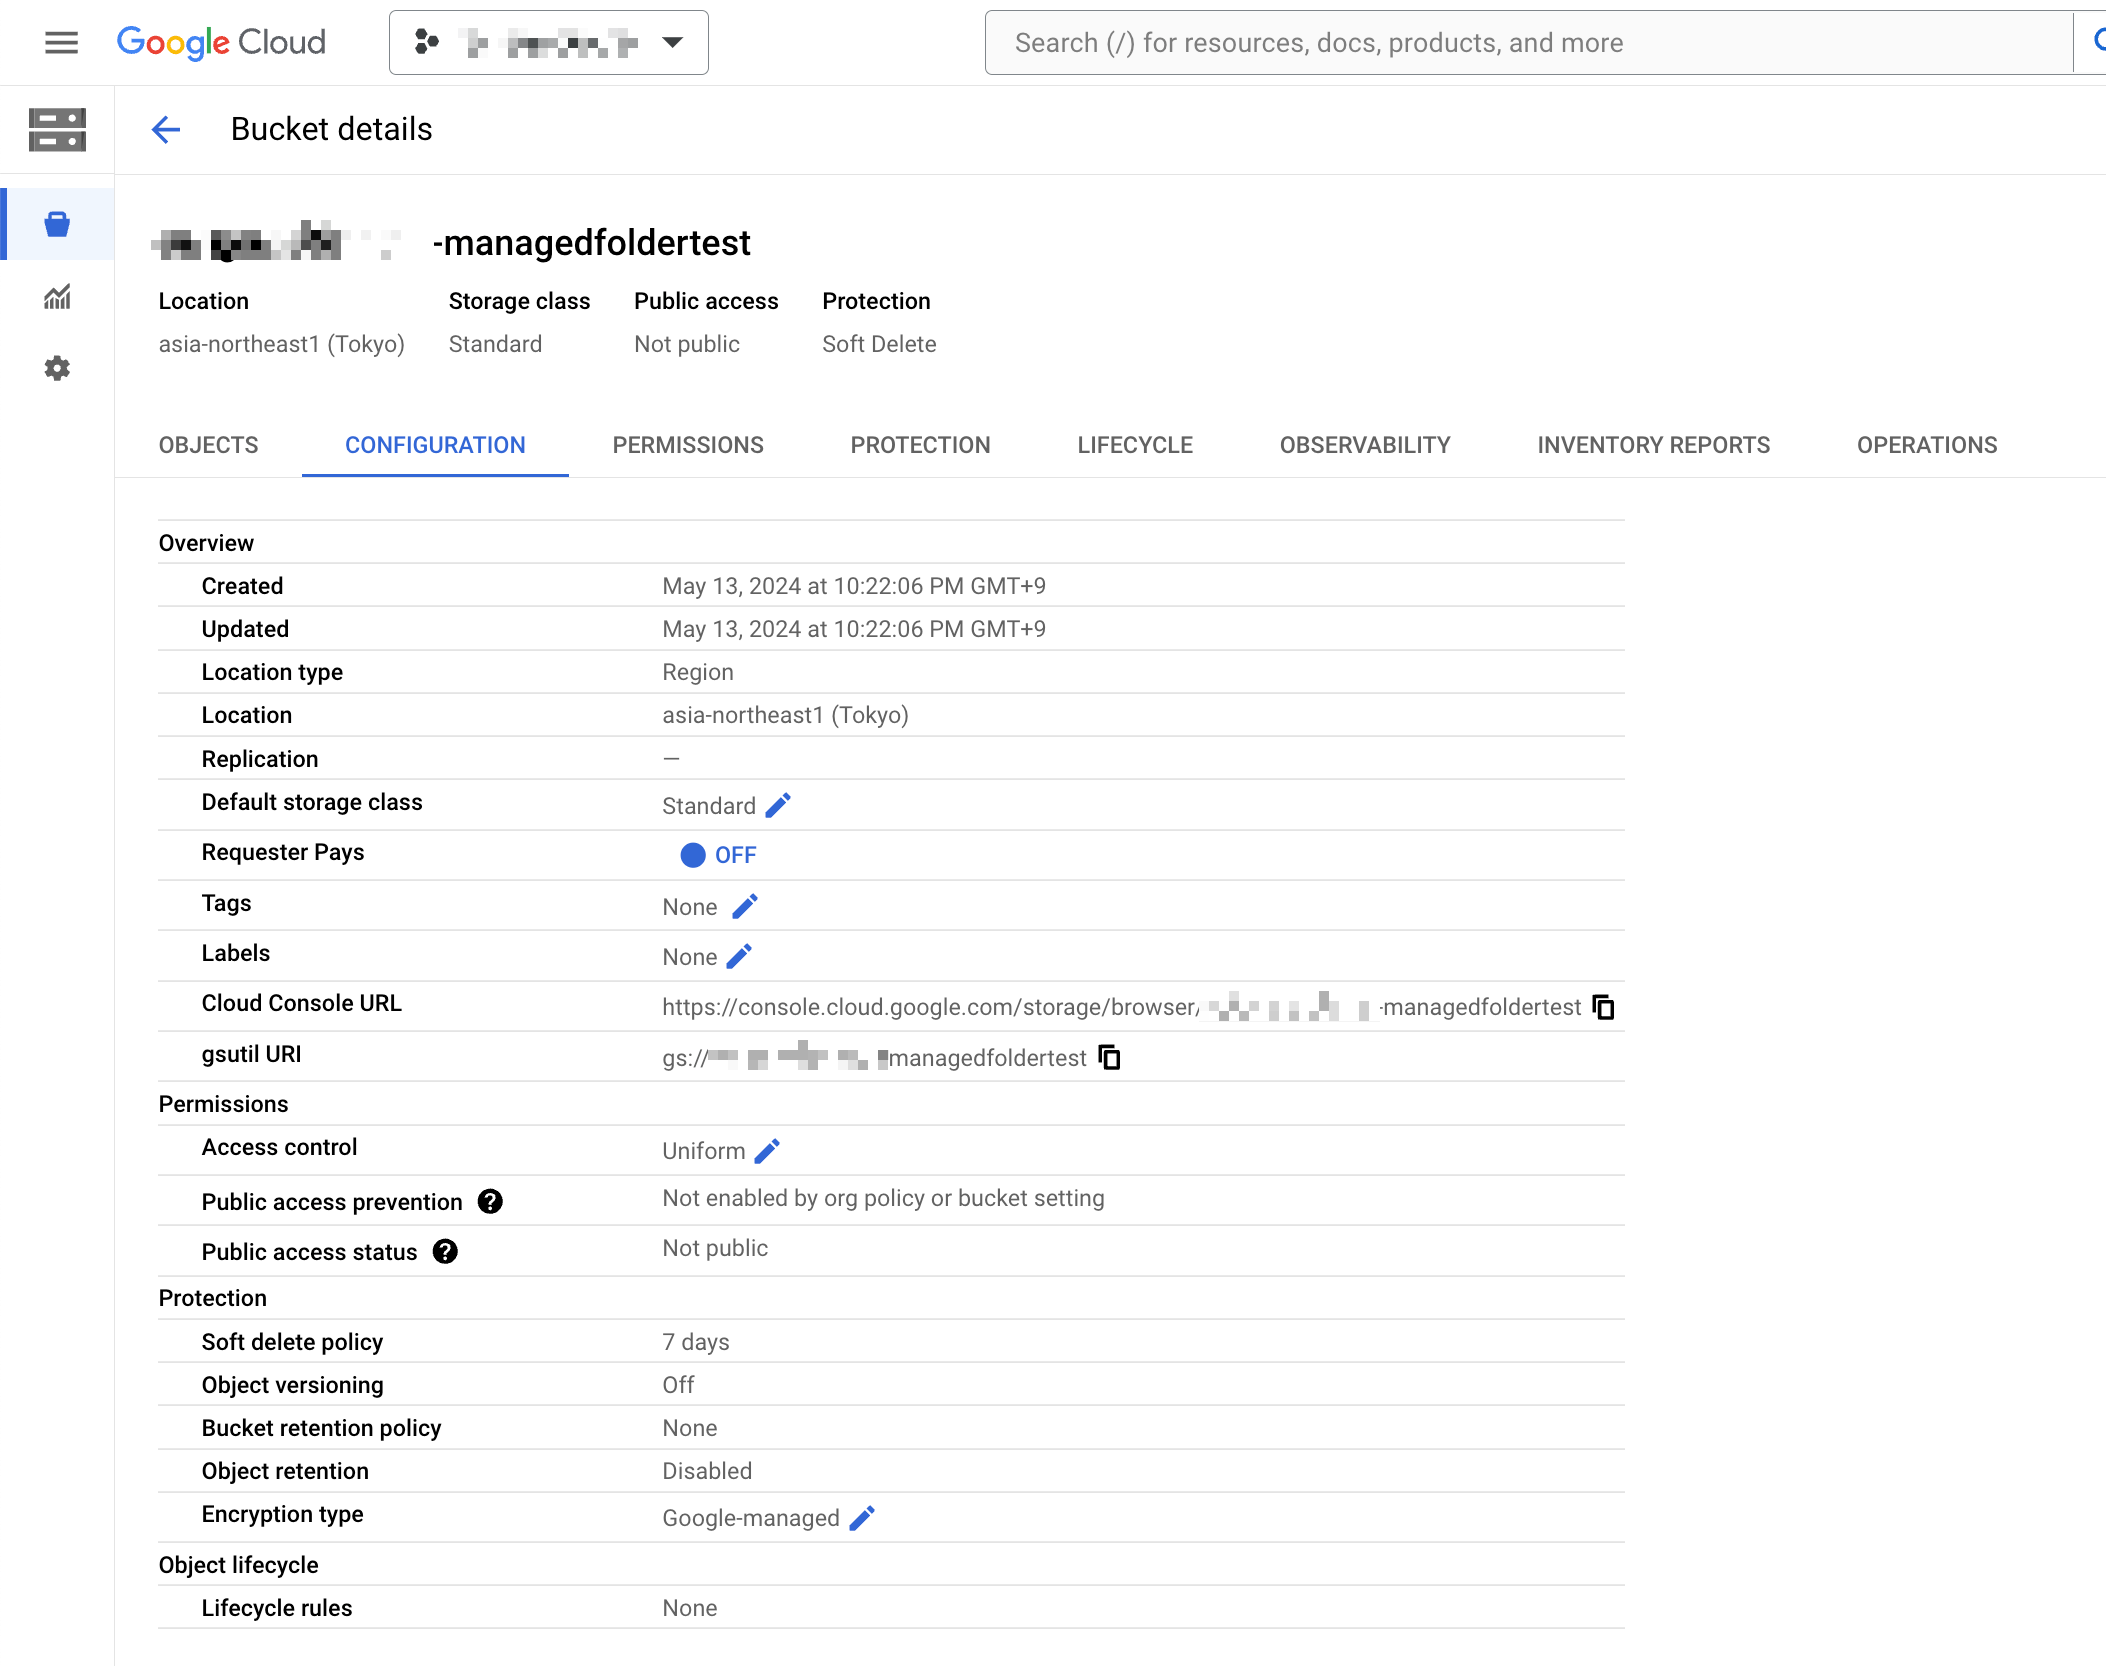 Google Cloud
Search (/) for resources, docs, products, and more
Bucket details
-managedfoldertest
Location Storage class Public access Protection
asia-northeast1 (Tokyo) Standard Not public Soft Delete
OBJECTS CONFIGURATION PERMISSIONS PROTECTION LIFECYCLE OBSERVABILITY INVENTORY REPORTS OPERATIONS
Overview
Created May 13, 2024 at 10:22:06 PM GMT+9
Updated May 13, 2024 at 10:22:06 PM GMT+9
Location type Region
Location asia-northeast1 (Tokyo)
Replication —
Default storage class Standard
Requester Pays OFF
Tags None
Labels None
Cloud Console URL https://console.cloud.google.com/storage/browser/ -managedfoldertest
gsutil URI gs:// managedfoldertest
Permissions
Access control Uniform
Public access prevention Not enabled by org policy or bucket setting
Public access status Not public
Protection
Soft delete policy 7 days
Object versioning Off
Bucket retention policy None
Object retention Disabled
Encryption type Google-managed
Object lifecycle
Lifecycle rules None